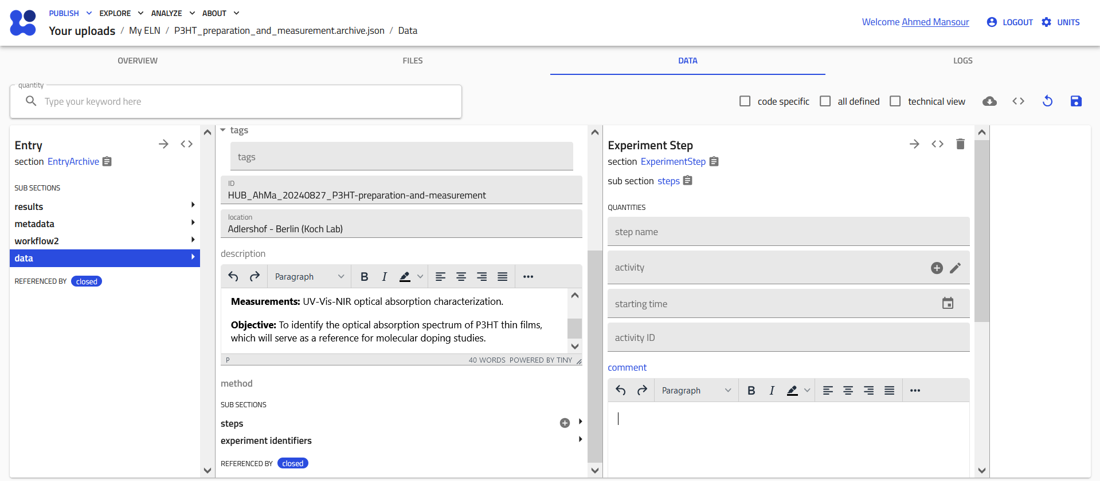 PUBLISH EXPLORE ANALYZE ABOUT
Your uploads / My ELN / P3HT_preparation_and_measurement.archive.json / Data
Welcome Ahmed Mansour LOGOUT UNITS
OVERVIEW FILES DATA LOGS
quantity
Type your keyword here
code specific all defined technical view
Entry
section EntryArchive
SUB SECTIONS
results
metadata
workflow2
data
REFERENCED BY closed
tags
tags
ID
HUB_AhMa_20240827_P3HT-preparation-and-measurement
location
Adlershof - Berlin (Koch Lab)
description
Paragraph B I
Measurements: UV-Vis-NIR optical absorption characterization.
Objective: To identify the optical absorption spectrum of P3HT thin films,
which will serve as a reference for molecular doping studies.
P 40 WORDS POWERED BY TINY
method
SUB SECTIONS
steps
experiment identifiers
REFERENCED BY closed
Experiment Step
section ExperimentStep
sub section steps
QUANTITIES
step name
activity
starting time
activity ID
comment
Paragraph B I